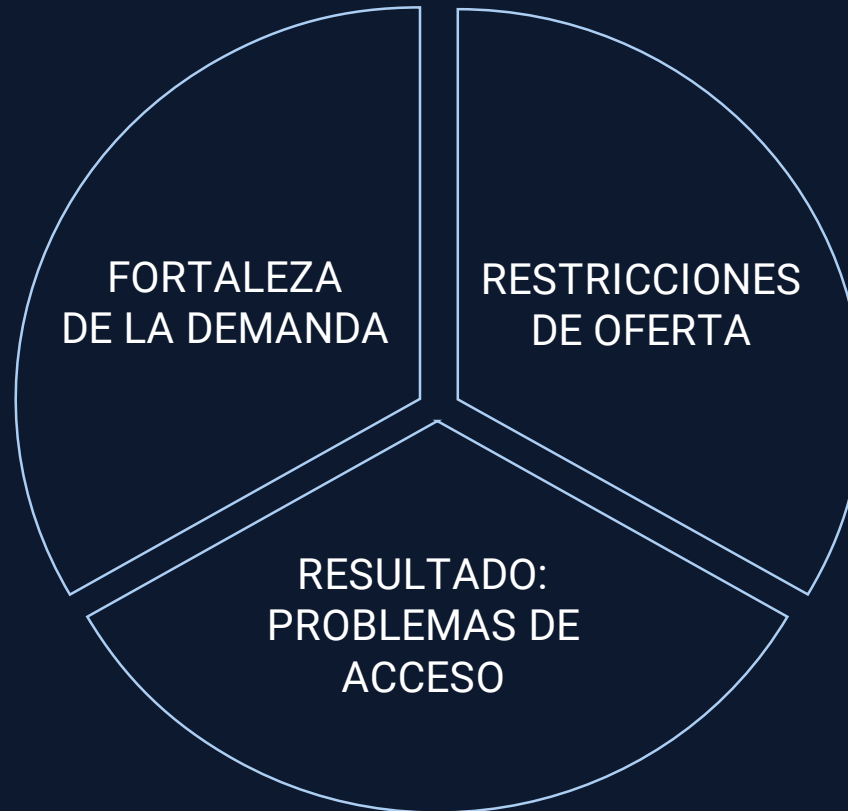 FORTALEZA
DE LA DEMANDA
RESTRICCIONES
DE OFERTA
RESULTADO:
PROBLEMAS DE
ACCESO